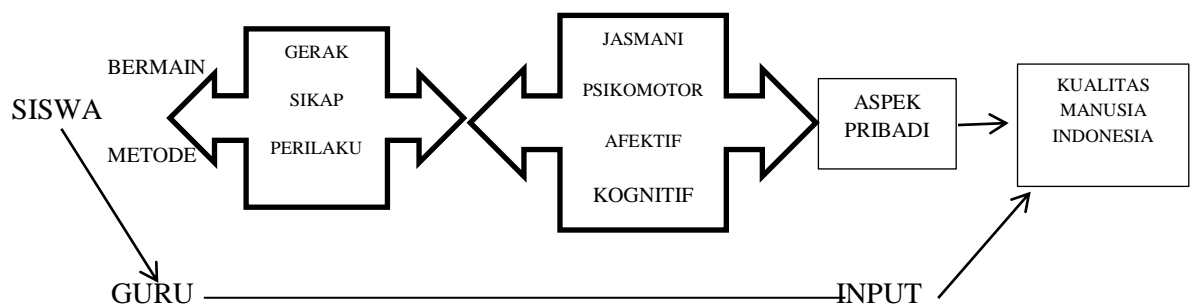 SISWA
BERMAIN
METODE
GERAK
SIKAP
PERILAKU
JASMANI
PSIKOMOTOR
AFEKTIF
KOGNITIF
ASPEK
PRIBADI
KUALITAS
MANUSIA
INDONESIA
GURU
INPUT